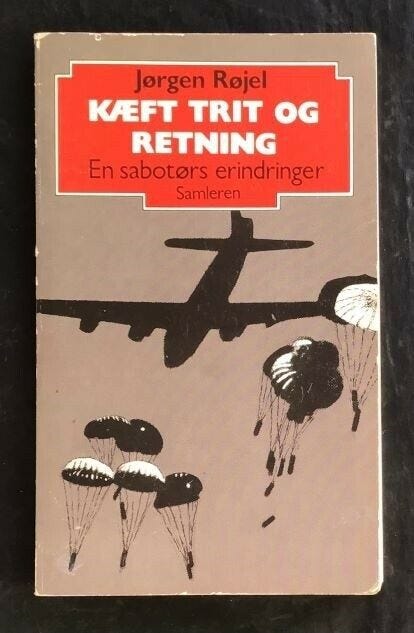 Jørgen Røjel
KÆFT TRIT OG
RETNING
En sabotørs erindringer
Samleren